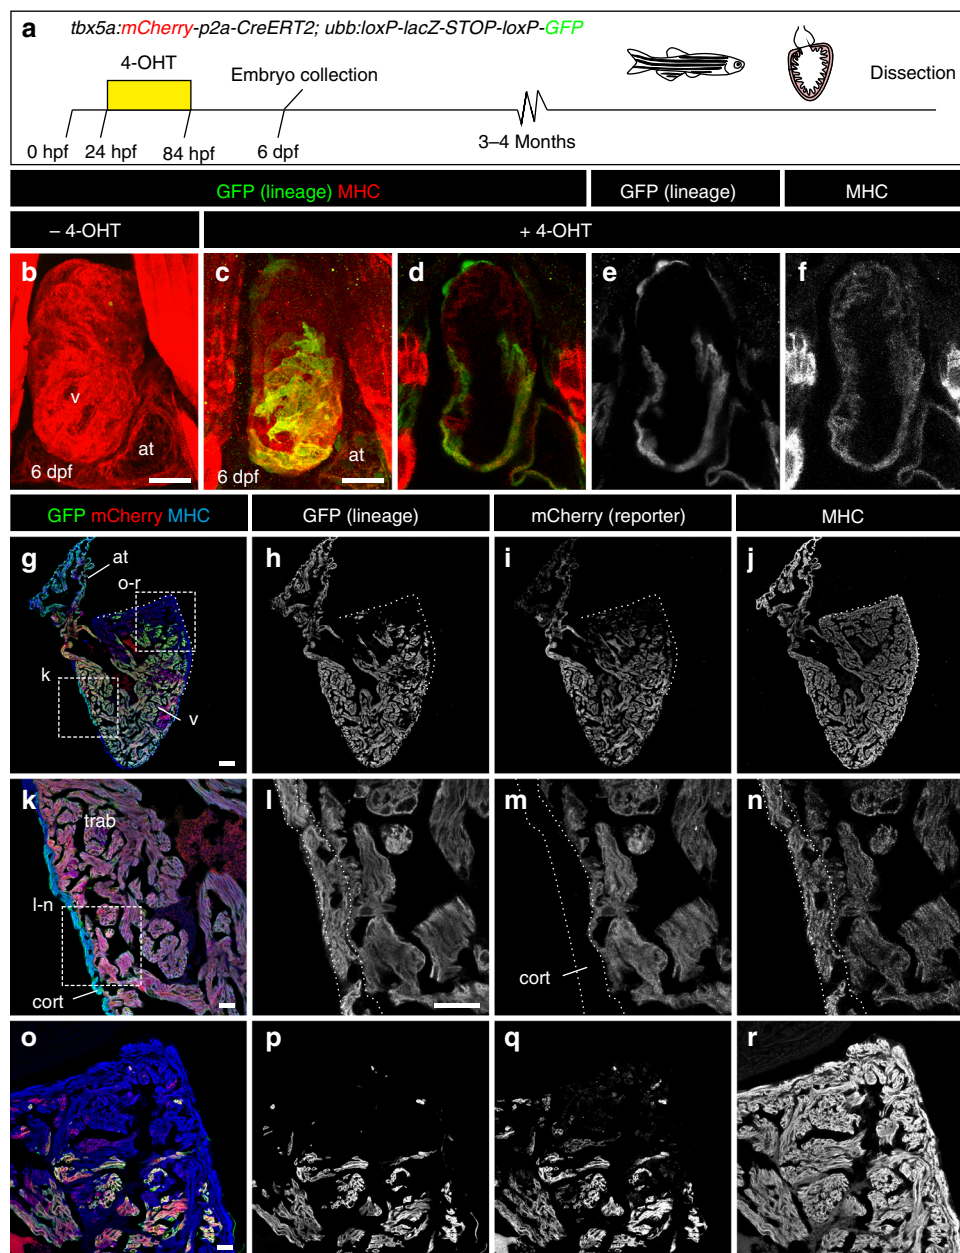 a
tbx5a:mCherry-p2a-CreERT2; ubb:loxP-lacZ-STOP-loxP-GFP
4-OHT
Embryo collection
Dissection
0 hpf
24 hpf
84 hpf
6 dpf
3–4 Months
GFP (lineage) MHC
GFP (lineage)
MHC
– 4-OHT
+ 4-OHT
b
v
at
6 dpf
c
at
6 dpf
d
e
f
GFP mCherry MHC
GFP (lineage)
mCherry (reporter)
MHC
g
at
o-r
k
v
h
i
j
k
trab
l-n
cort
l
m
cort
n
o
p
q
r